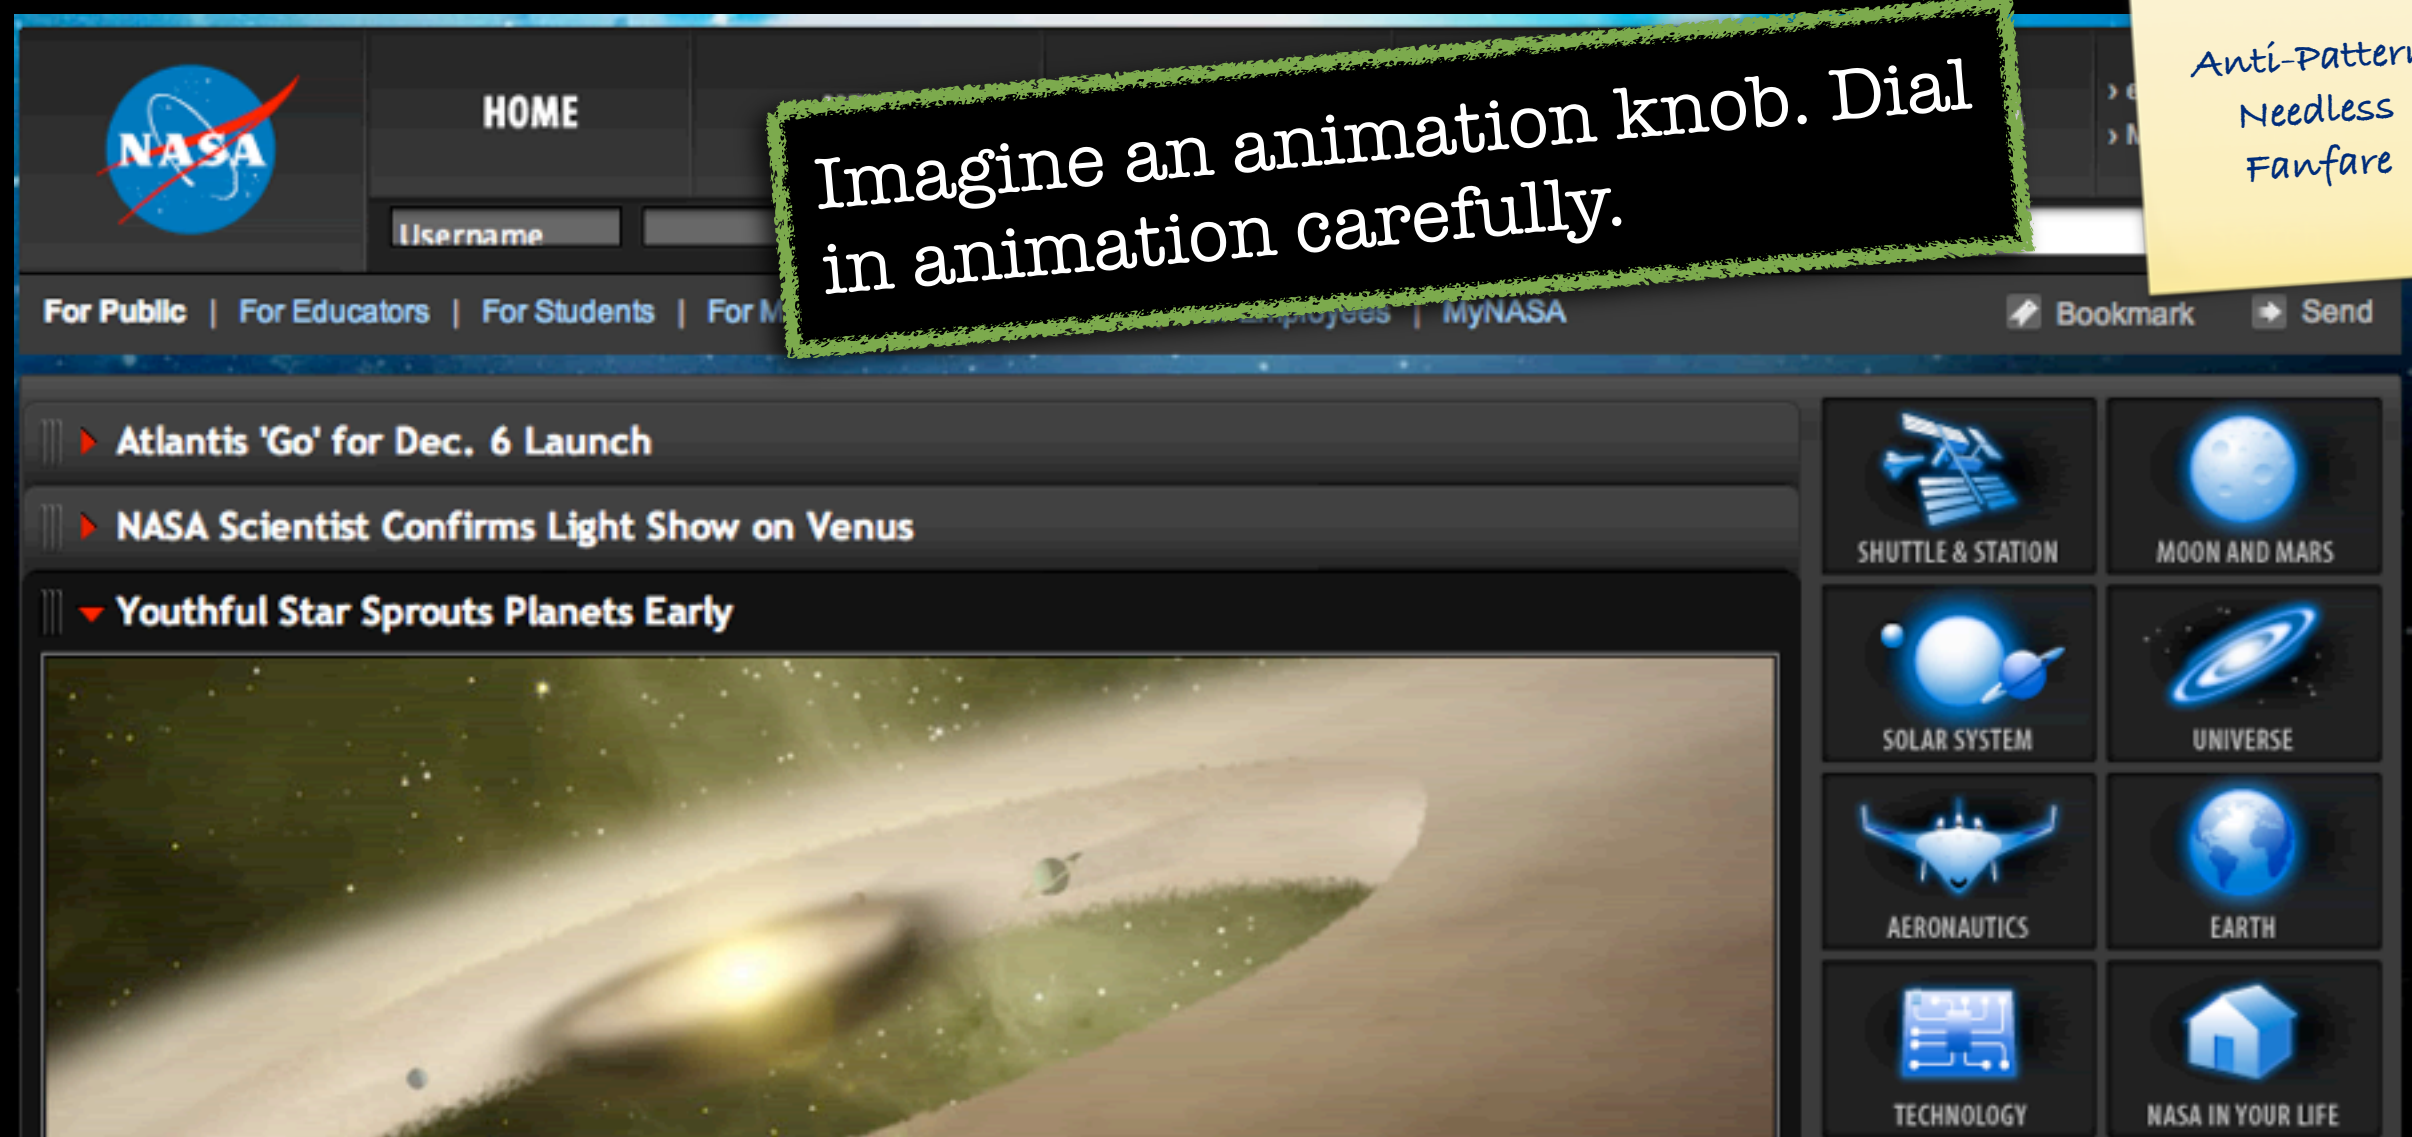 NASA
HOME
Imagine an animation knob. Dial
in animation carefully.
Needless
Fanfare
Username
For Public | For Educators | For Students | For
Employees | MyNASA
Bookmark
Send
Atlantis 'Go' for Dec. 6 Launch
NASA Scientist Confirms Light Show on Venus
Youthful Star Sprouts Planets Early
SHUTTLE & STATION
MOON AND MARS
SOLAR SYSTEM
UNIVERSE
AERONAUTICS
EARTH
TECHNOLOGY
NASA IN YOUR LIFE